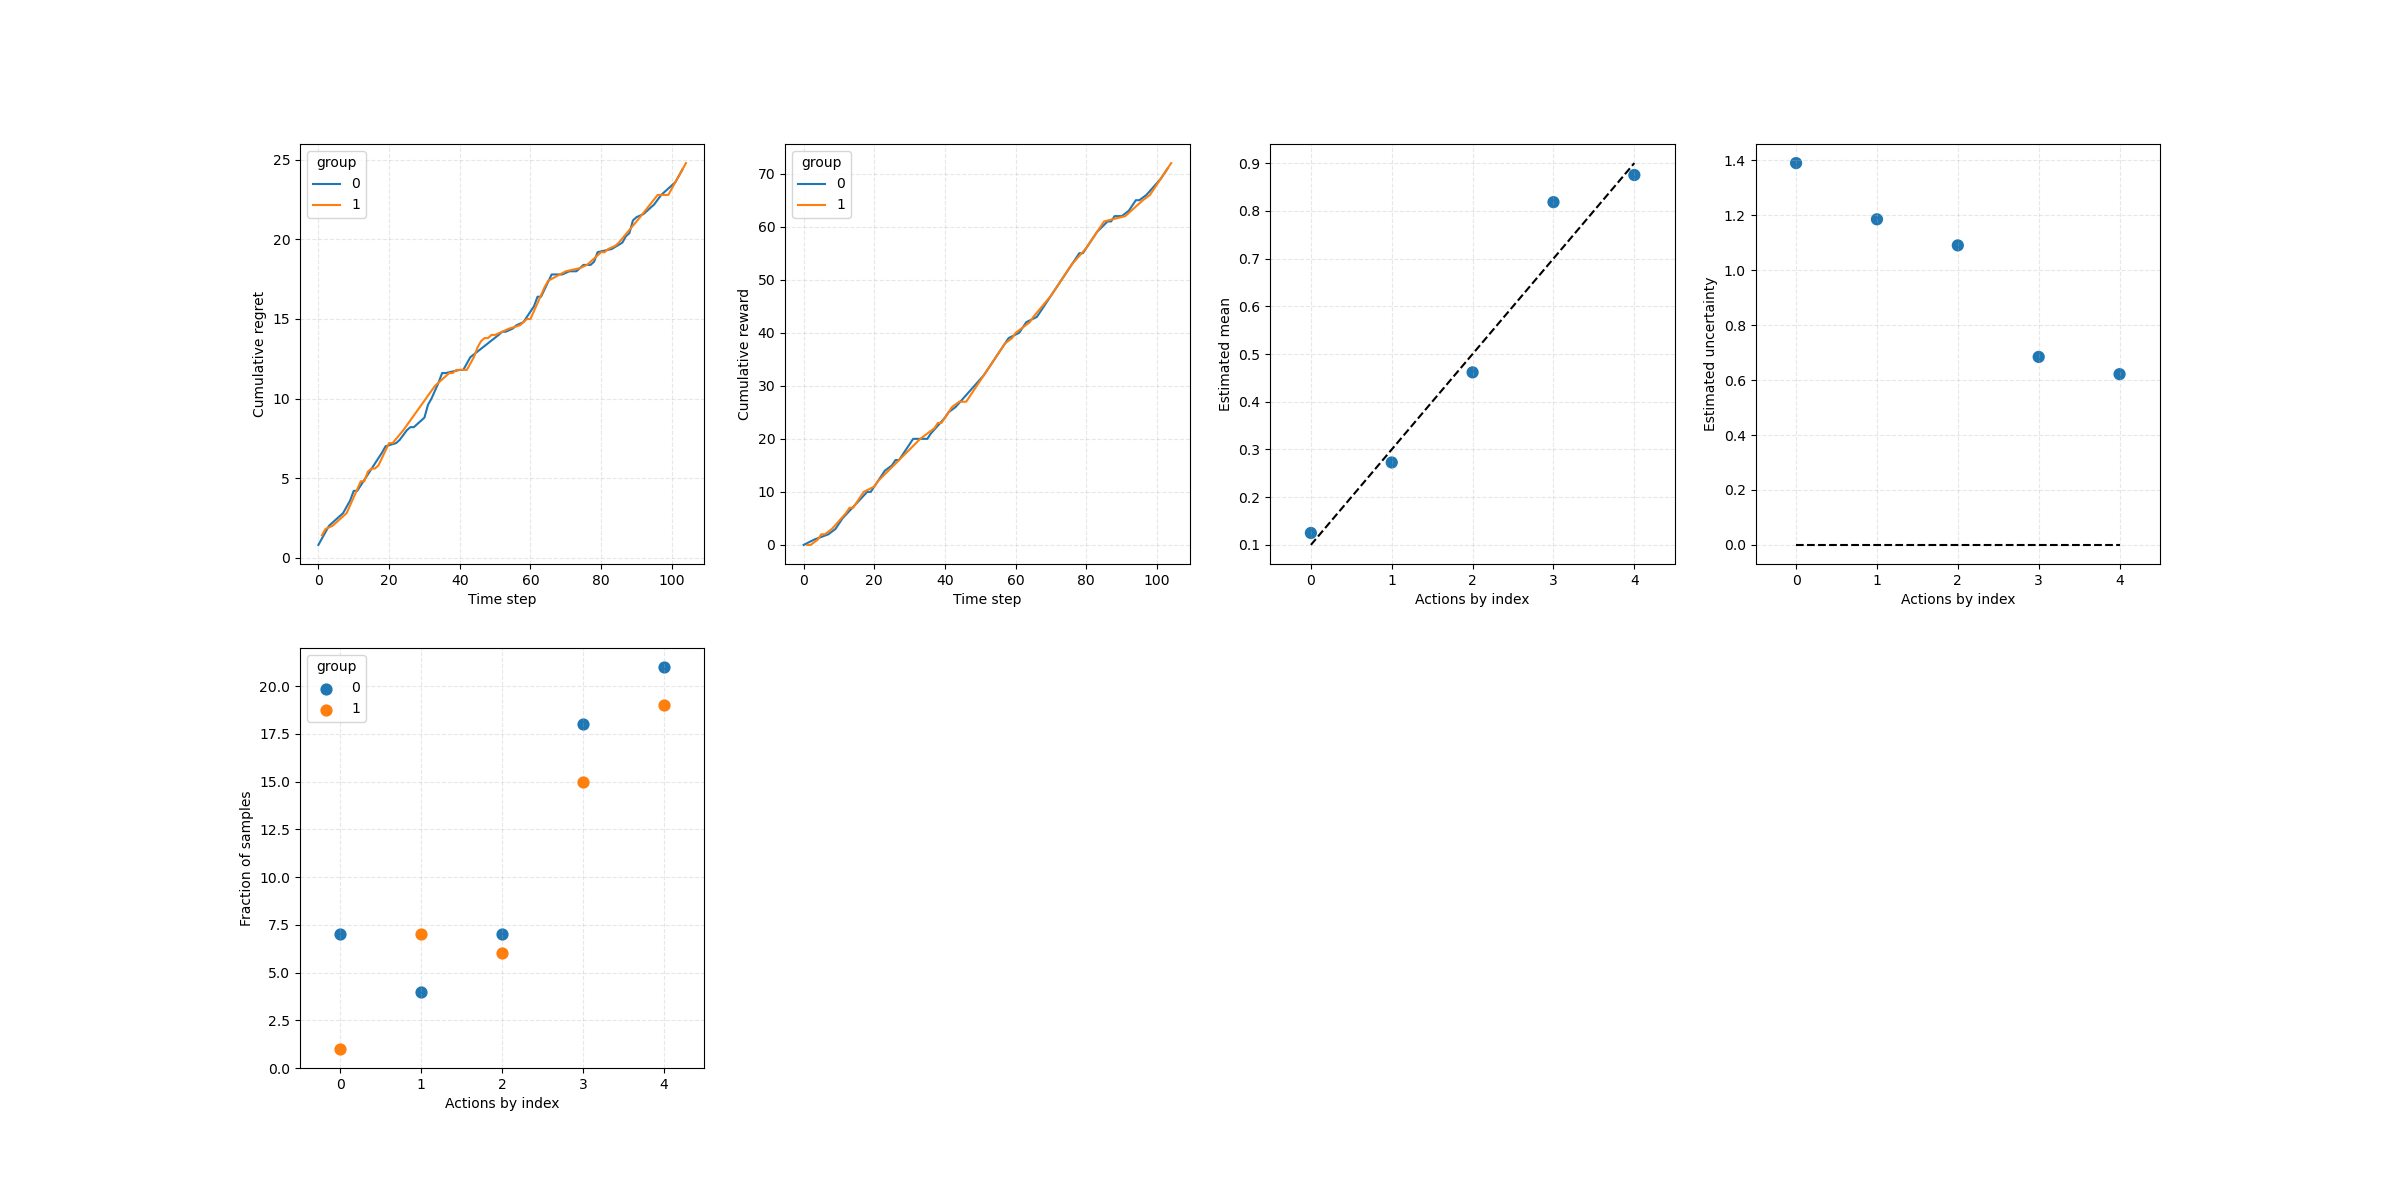 25
20
15
10
5
0
Cumulative regret
group
0
1
0 20 40 60 80 100
Time step
70
60
50
40
30
20
10
0
Cumulative reward
group
0
1
0 20 40 60 80 100
Time step
0.9
0.8
0.7
0.6
0.5
0.4
0.3
0.2
0.1
Estimated mean
0 1 2 3 4
Actions by index
1.4
1.2
1.0
0.8
0.6
0.4
0.2
0.0
Estimated uncertainty
0 1 2 3 4
Actions by index
20.0
17.5
15.0
12.5
10.0
7.5
5.0
2.5
0.0
Fraction of samples
group
0
1
0 1 2 3 4
Actions by index